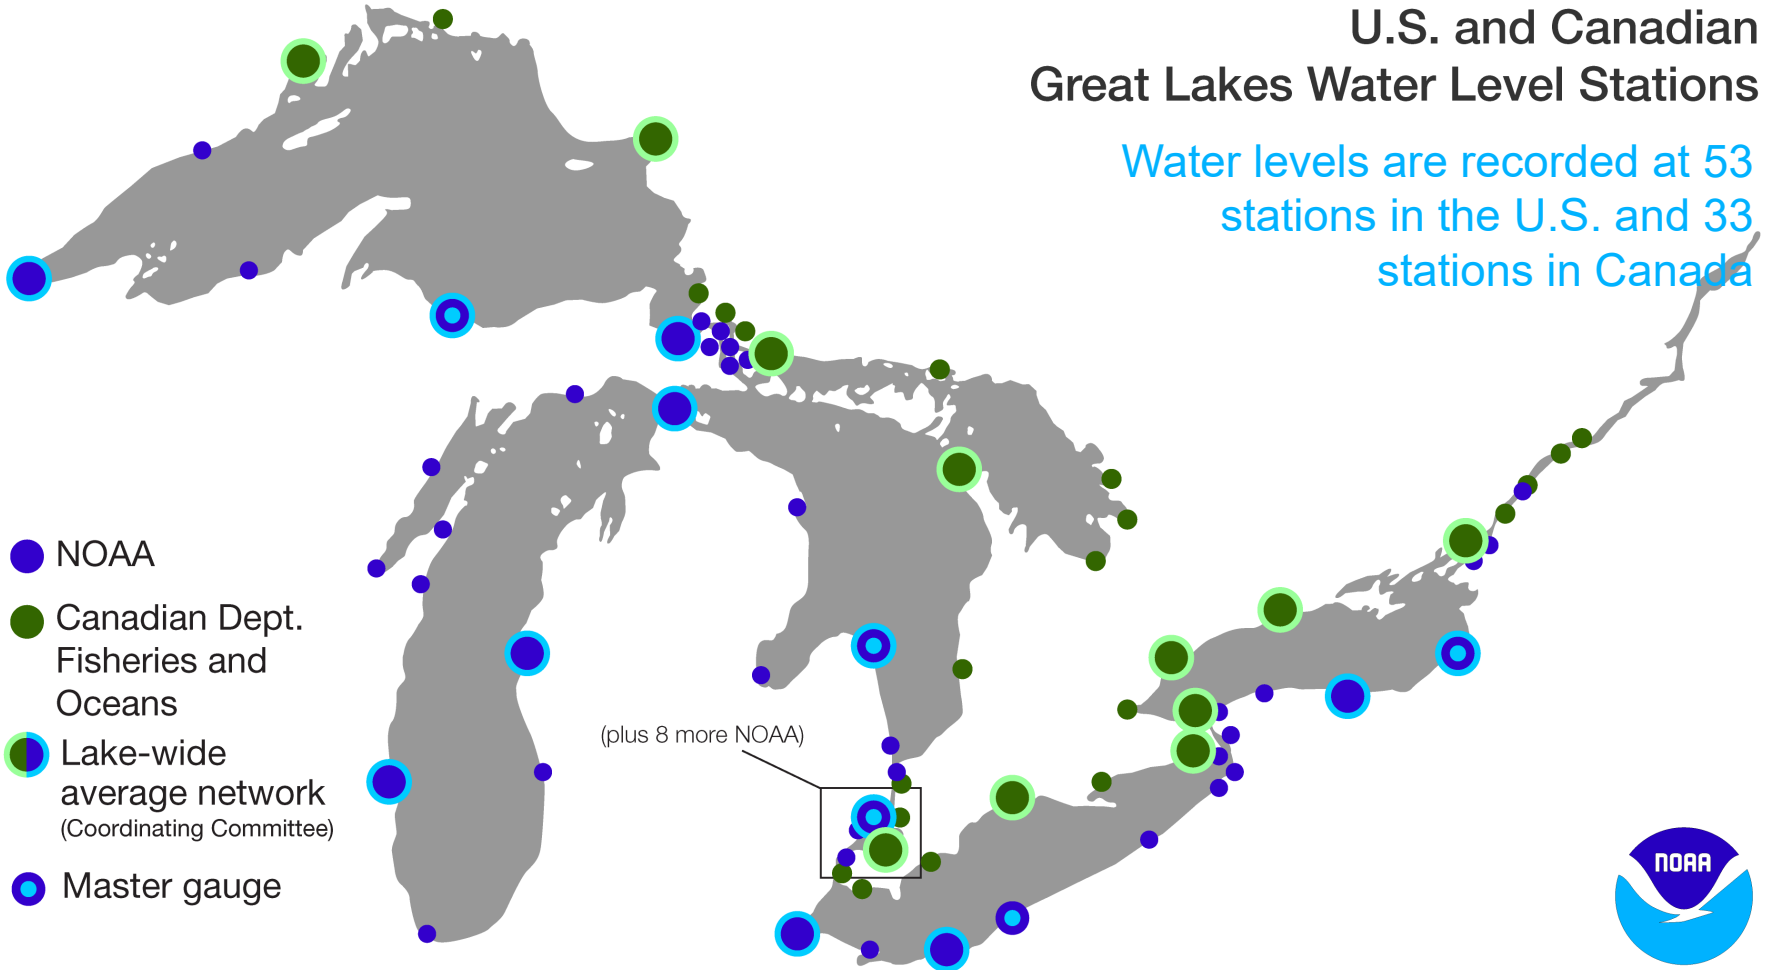 U.S. and Canadian
Great Lakes Water Level Stations
Water levels are recorded at 53
stations in the U.S. and 33
stations in Canada
NOAA
Canadian Dept.
Fisheries and
Oceans
Lake-wide
average network
(Coordinating Committee)
Master gauge
(plus 8 more NOAA)
NOAA